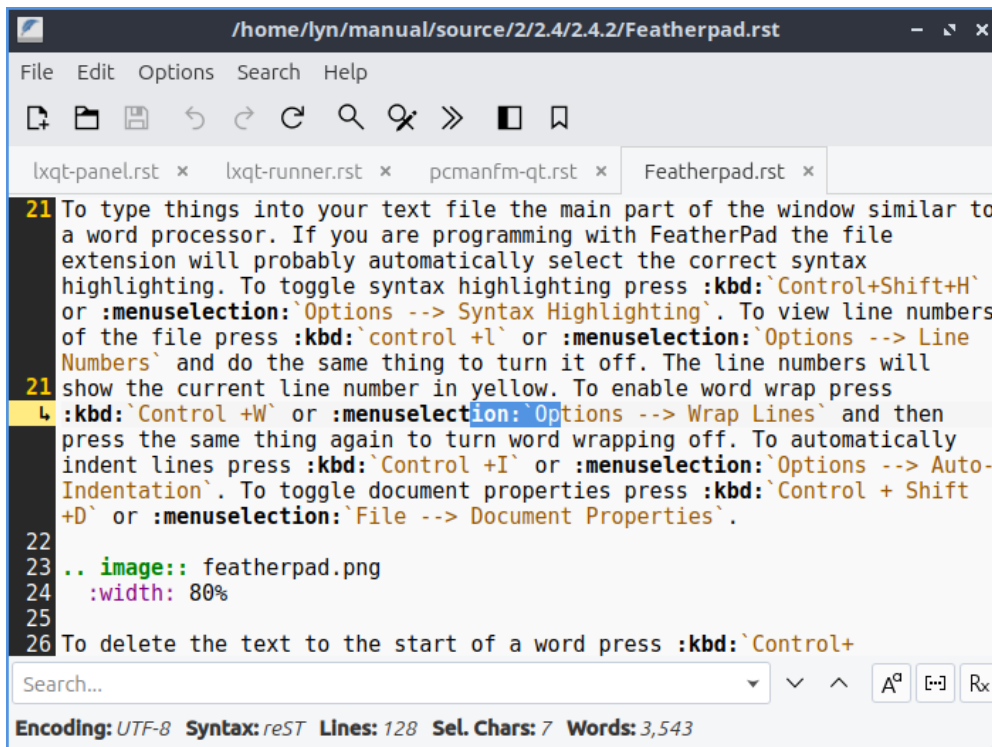 /home/lyn/manual/source/2/2.4/2.4.2/Featherpad.rst
File Edit Options Search Help
lxqt-panel.rst × lxqt-runner.rst × pcmanfm-qt.rst × Featherpad.rst ×
21 To type things into your text file the main part of the window similar to
a word processor. If you are programming with FeatherPad the file
extension will probably automatically select the correct syntax
highlighting. To toggle syntax highlighting press :kbd:`Control+Shift+H`
or :menuselection:`Options --> Syntax Highlighting`. To view line numbers
of the file press :kbd:`control +l` or :menuselection:`Options --> Line
Numbers` and do the same thing to turn it off. The line numbers will
21 show the current line number in yellow. To enable word wrap press
↳ :kbd:`Control +W` or :menuselection:`Options --> Wrap Lines` and then
press the same thing again to turn word wrapping off. To automatically
indent lines press :kbd:`Control +I` or :menuselection:`Options --> Auto-
Indentation`. To toggle document properties press :kbd:`Control + Shift
+D` or :menuselection:`File --> Document Properties`.
22
23 .. image:: featherpad.png
24   :width: 80%
25
26 To delete the text to the start of a word press :kbd:`Control+
Search...
Aa [··] Rx
Encoding: UTF-8 Syntax: reST Lines: 128 Sel. Chars: 7 Words: 3,543